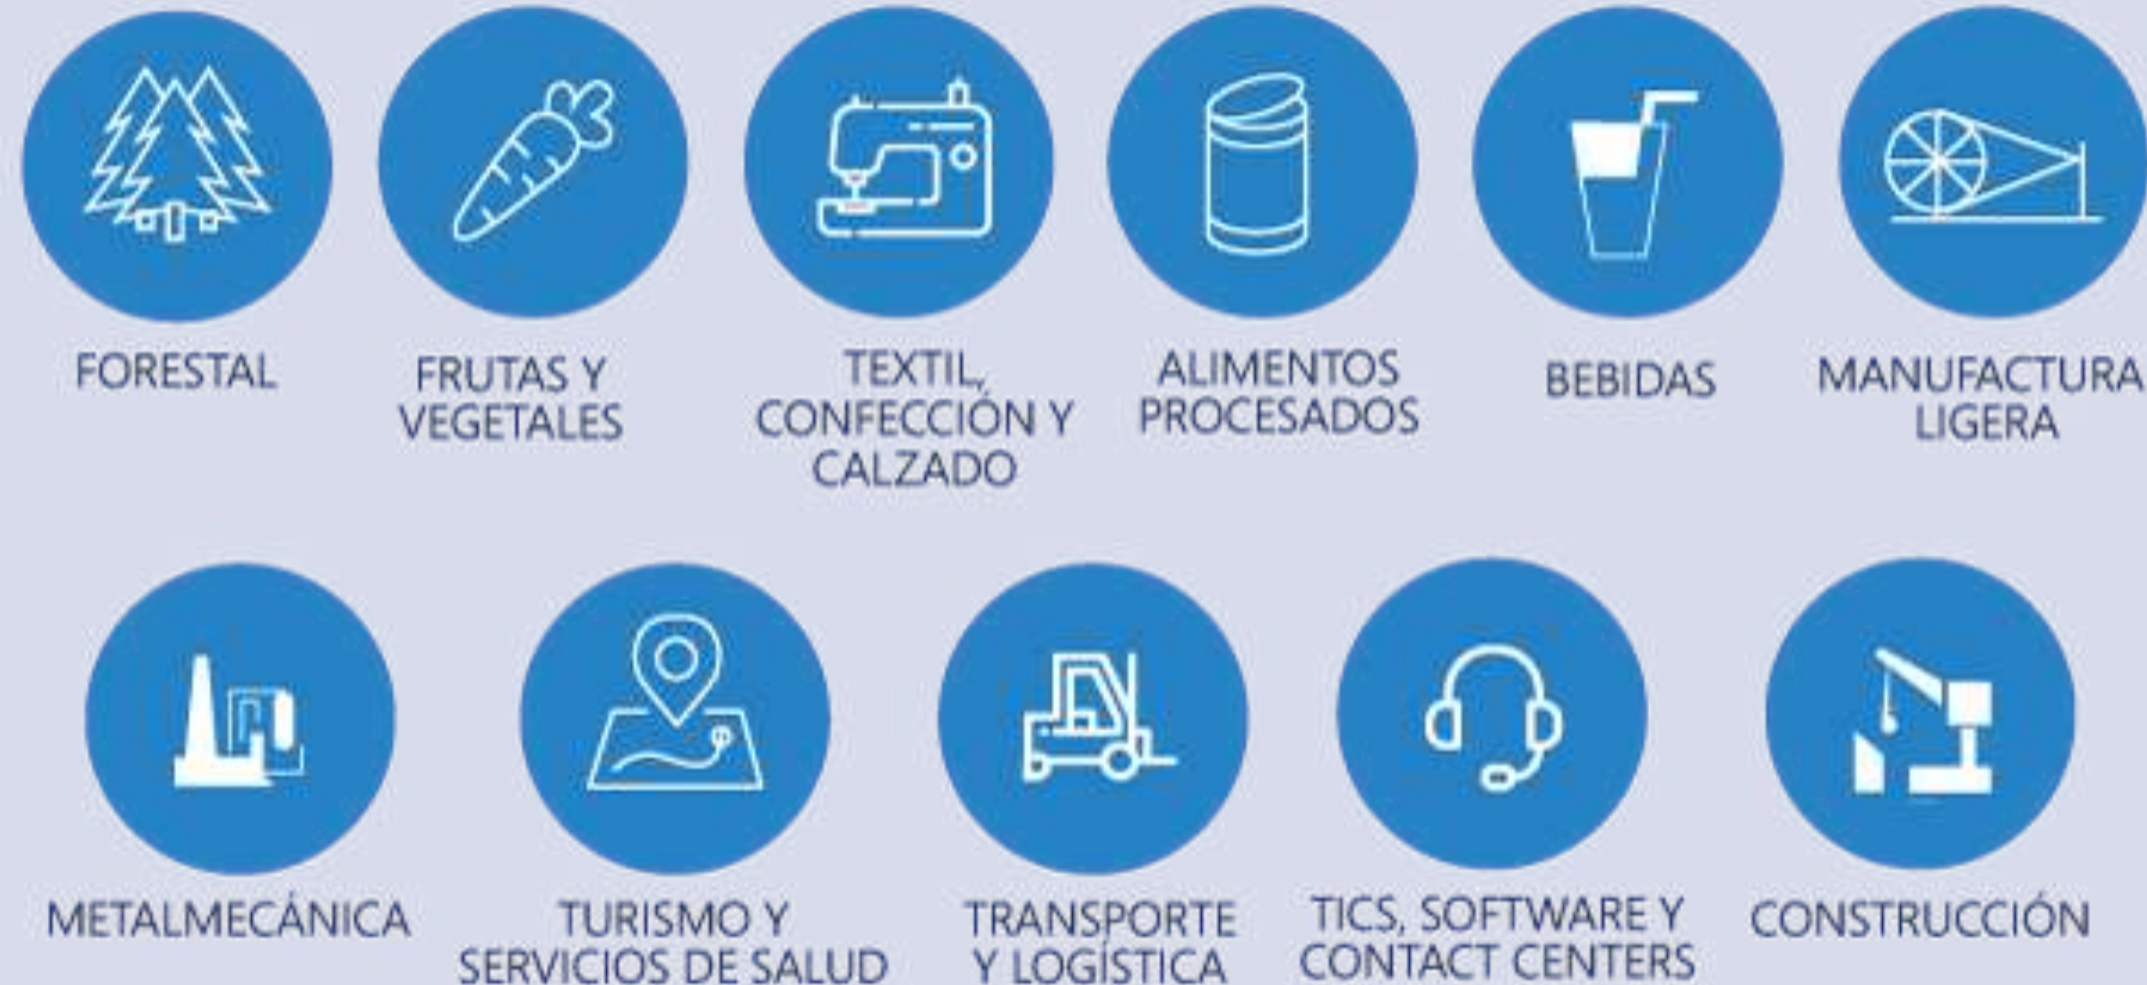 FORESTAL
FRUTAS Y
VEGETALES
TEXTIL,
CONFECCIÓN Y
CALZADO
ALIMENTOS
PROCESADOS
BEBIDAS
MANUFACTURA
LIGERA
METALMECÁNICA
TURISMO Y
SERVICIOS DE SALUD
TRANSPORTE
Y LOGÍSTICA
TICS, SOFTWARE Y
CONTACT CENTERS
CONSTRUCCIÓN